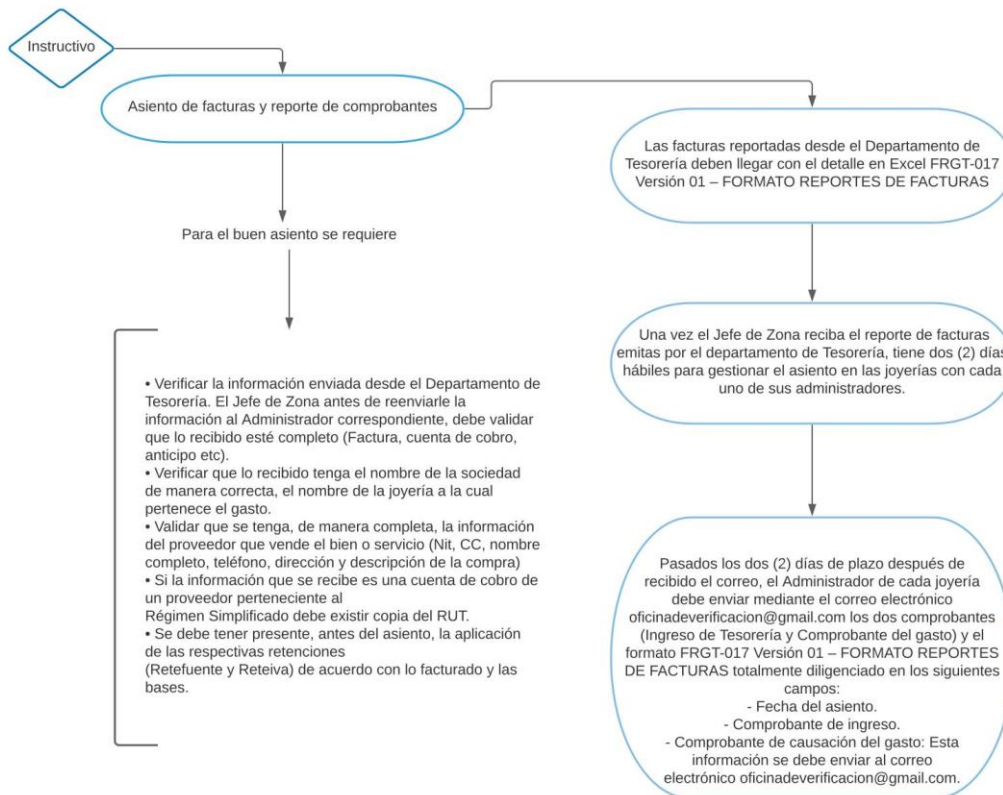 Instructivo
Asiento de facturas y reporte de comprobantes
Para el buen asiento se requiere
• Verificar la información enviada desde el Departamento de
Tesorería. El Jefe de Zona antes de reenviarle la
información al Administrador correspondiente, debe validar
que lo recibido esté completo (Factura, cuenta de cobro,
anticipo etc).
• Verificar que lo recibido tenga el nombre de la sociedad
de manera correcta, el nombre de la joyería a la cual
pertenece el gasto.
• Validar que se tenga, de manera completa, la información
del proveedor que vende el bien o servicio (Nit, CC, nombre
completo, teléfono, dirección y descripción de la compra)
• Si la información que se recibe es una cuenta de cobro de
un proveedor perteneciente al
Régimen Simplificado debe existir copia del RUT.
• Se debe tener presente, antes del asiento, la aplicación
de las respectivas retenciones
(Retefuente y Reteiva) de acuerdo con lo facturado y las
bases.
Las facturas reportadas desde el Departamento de
Tesorería deben llegar con el detalle en Excel FRGT-017
Versión 01 – FORMATO REPORTES DE FACTURAS
Una vez el Jefe de Zona reciba el reporte de facturas
emitas por el departamento de Tesorería, tiene dos (2) días
hábiles para gestionar el asiento en las joyerías con cada
uno de sus administradores.
Pasados los dos (2) días de plazo después de
recibido el correo, el Administrador de cada joyería
debe enviar mediante el correo electrónico
oficinadeverificacion@gmail.com los dos comprobantes
(Ingreso de Tesorería y Comprobante del gasto) y el
formato FRGT-017 Versión 01 – FORMATO REPORTES
DE FACTURAS totalmente diligenciado en los siguientes
campos:
- Fecha del asiento.
- Comprobante de ingreso.
- Comprobante de causación del gasto: Esta
información se debe enviar al correo
electrónico oficinadeverificacion@gmail.com.